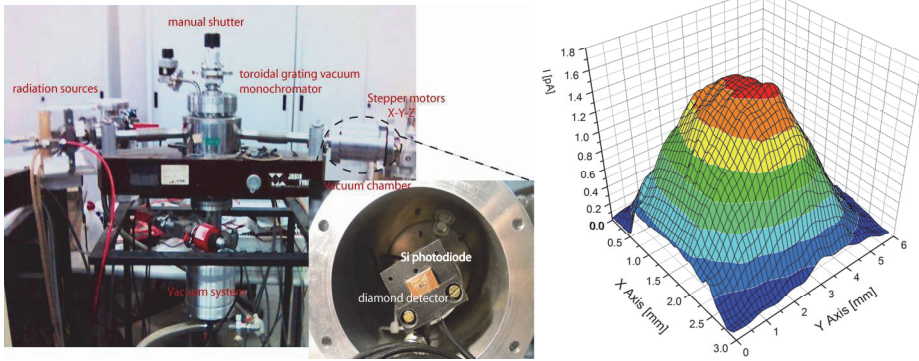 manual shutter
radiation sources
toroidal grating vacuum
monochromator
Stepper motors
X-Y-Z
Vacuum chamber
Si photodiode
diamond detector
Vacuum system
I [pA]
1.8
1.6
1.4
1.2
1.0
0.8
0.6
0.4
0.2
0.0
0.5
1.0
1.5
2.0
2.5
3.0
X Axis [mm]
0
1
2
3
4
5
6
Y Axis [mm]